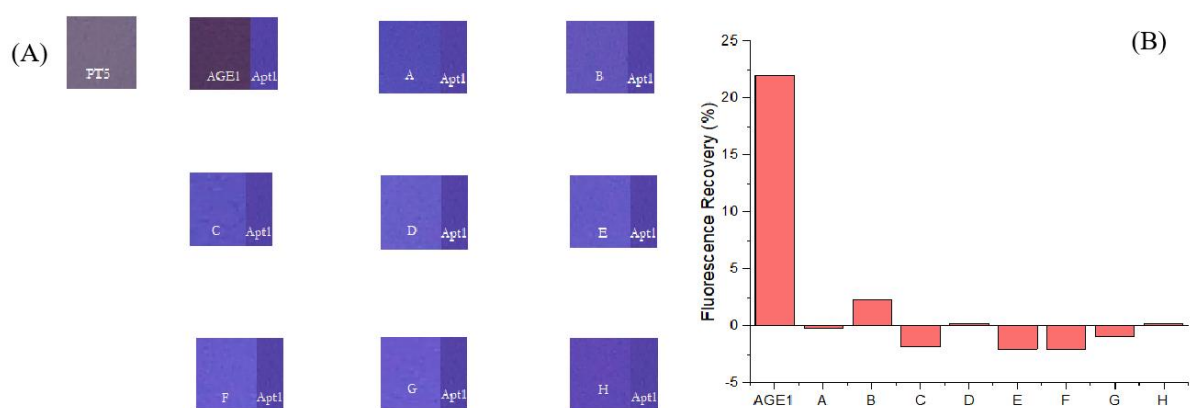 (A)
PT5
AGE1 Apt1
A Apt1
B Apt1
C Apt1
D Apt1
E Apt1
F Apt1
G Apt1
H Apt1
(B)
Fluorescence Recovery (%)
25
20
15
10
5
0
-5
AGE1 A B C D E F G H